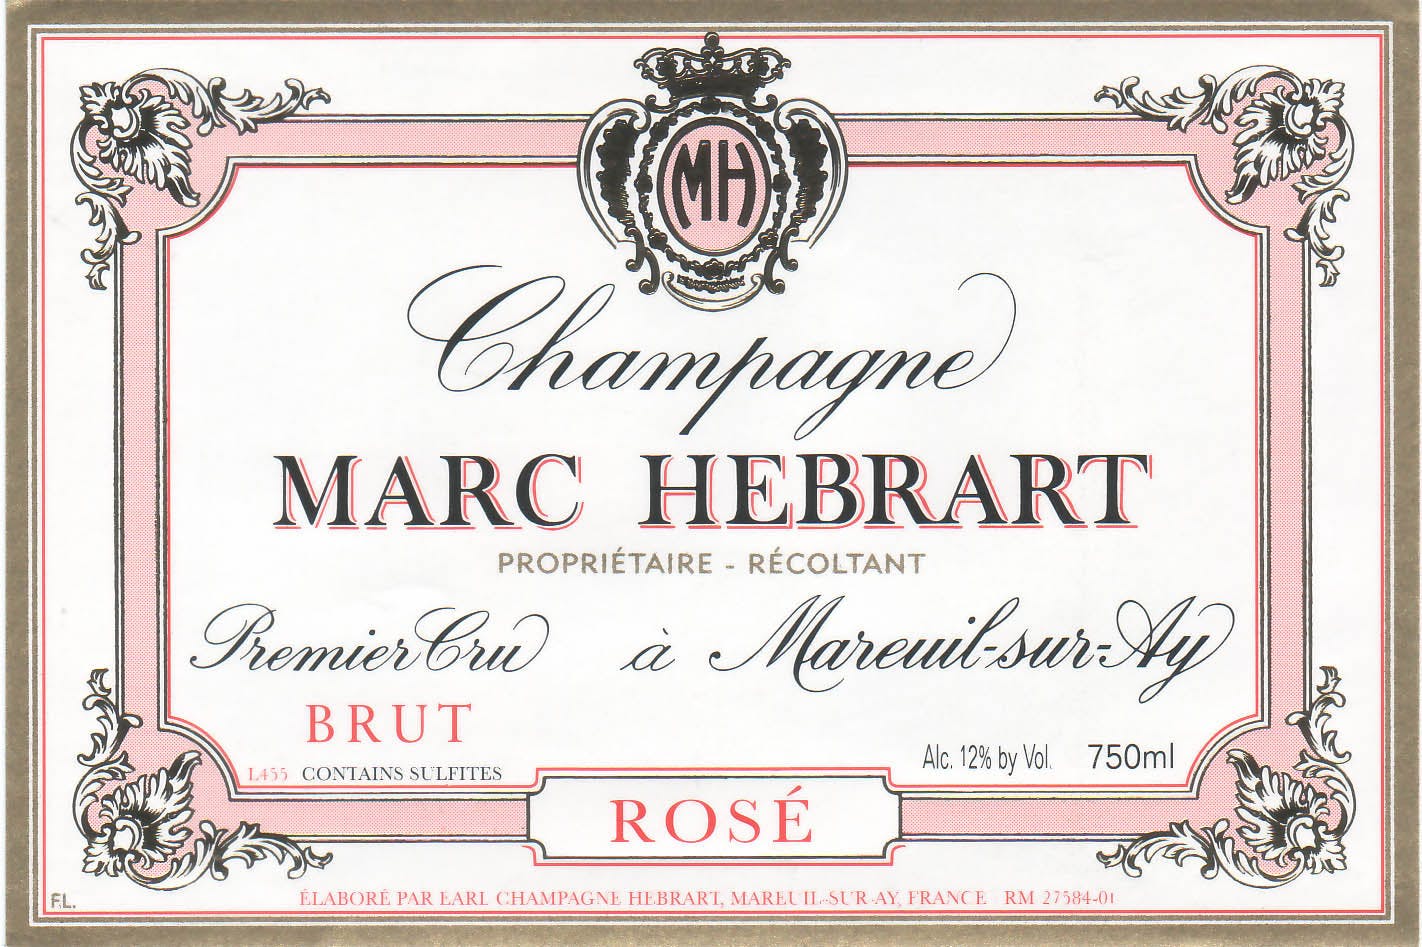 MH
Champagne
MARC HEBRART
PROPRIÉTAIRE - RÉCOLTANT
Premier Cru à Mareuil-sur-Ay
BRUT
Alc. 12% by Vol. 750ml
L455 CONTAINS SULFITES
ROSÉ
ÉLABORÉ PAR EARL CHAMPAGNE HEBRART, MAREUIL-SUR-AY, FRANCE RM 27584-01
F.L.